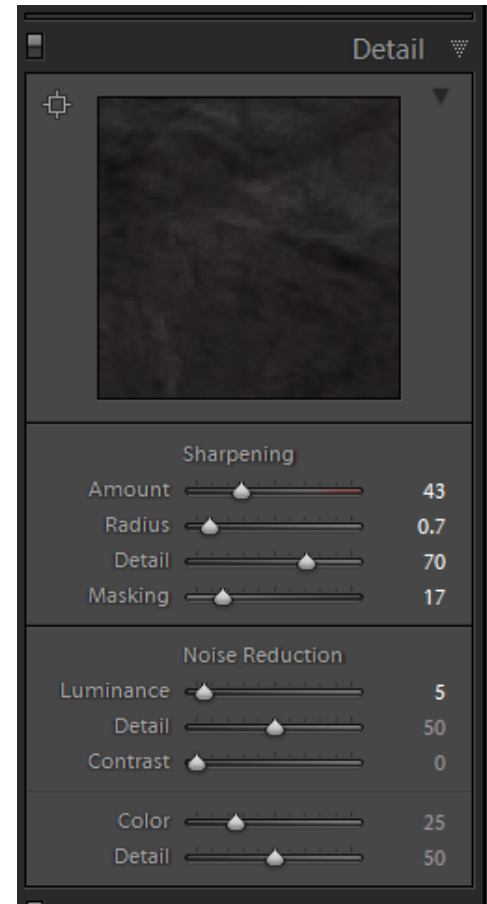 Detail
Sharpening
Amount 43
Radius 0.7
Detail 70
Masking 17
Noise Reduction
Luminance 5
Detail 50
Contrast 0
Color 25
Detail 50